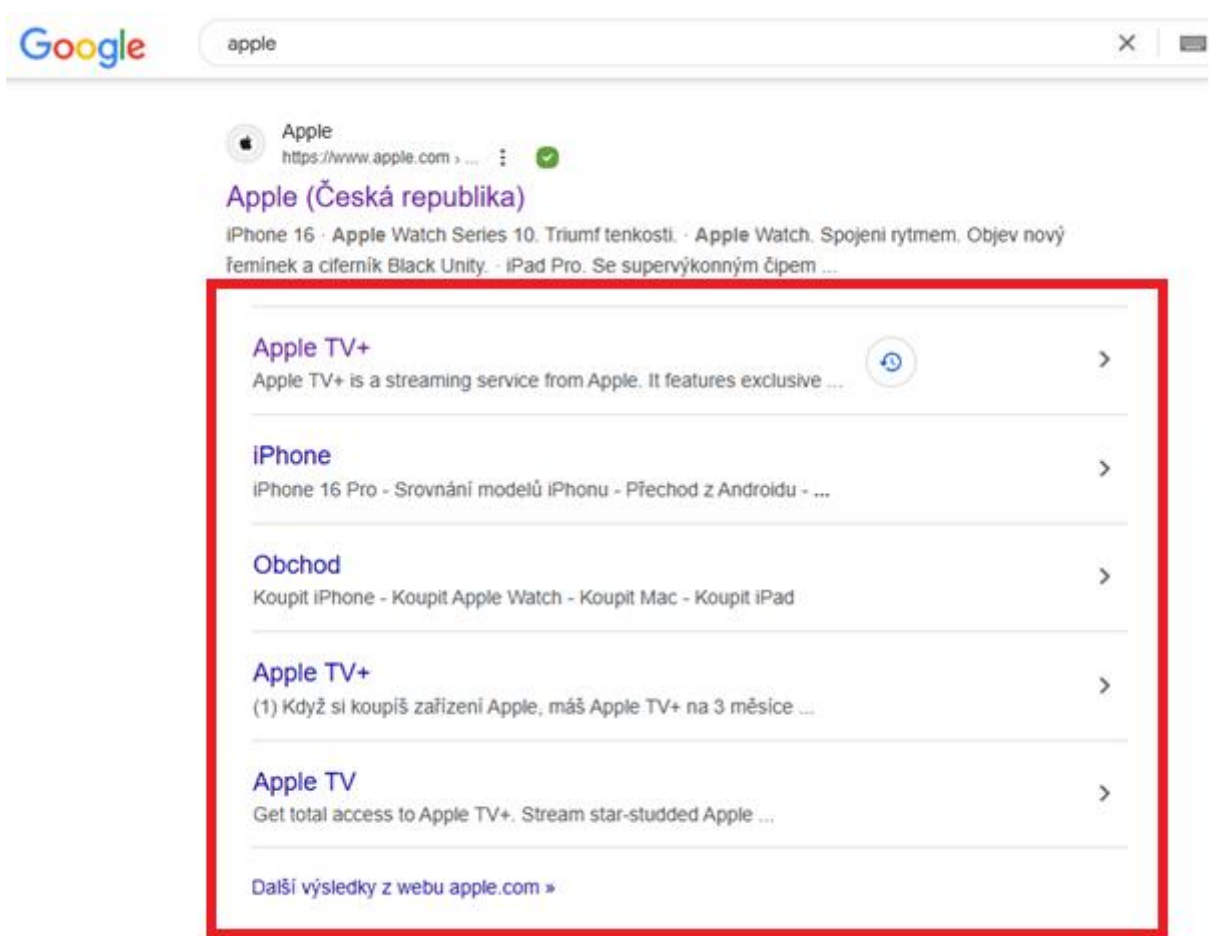 Google
apple
Apple
https://www.apple.com › ...
Apple (Česká republika)
iPhone 16 · Apple Watch Series 10. Triumf tenkosti. · Apple Watch. Spojeni rytmem. Objev nový
řemínek a ciferník Black Unity. · iPad Pro. Se supervýkonným čipem ...
Apple TV+
Apple TV+ is a streaming service from Apple. It features exclusive ...
iPhone
iPhone 16 Pro - Srovnání modelů iPhonu - Přechod z Androidu - ...
Obchod
Koupit iPhone - Koupit Apple Watch - Koupit Mac - Koupit iPad
Apple TV+
(1) Když si koupíš zařízení Apple, máš Apple TV+ na 3 měsíce ...
Apple TV
Get total access to Apple TV+. Stream star-studded Apple ...
Další výsledky z webu apple.com »